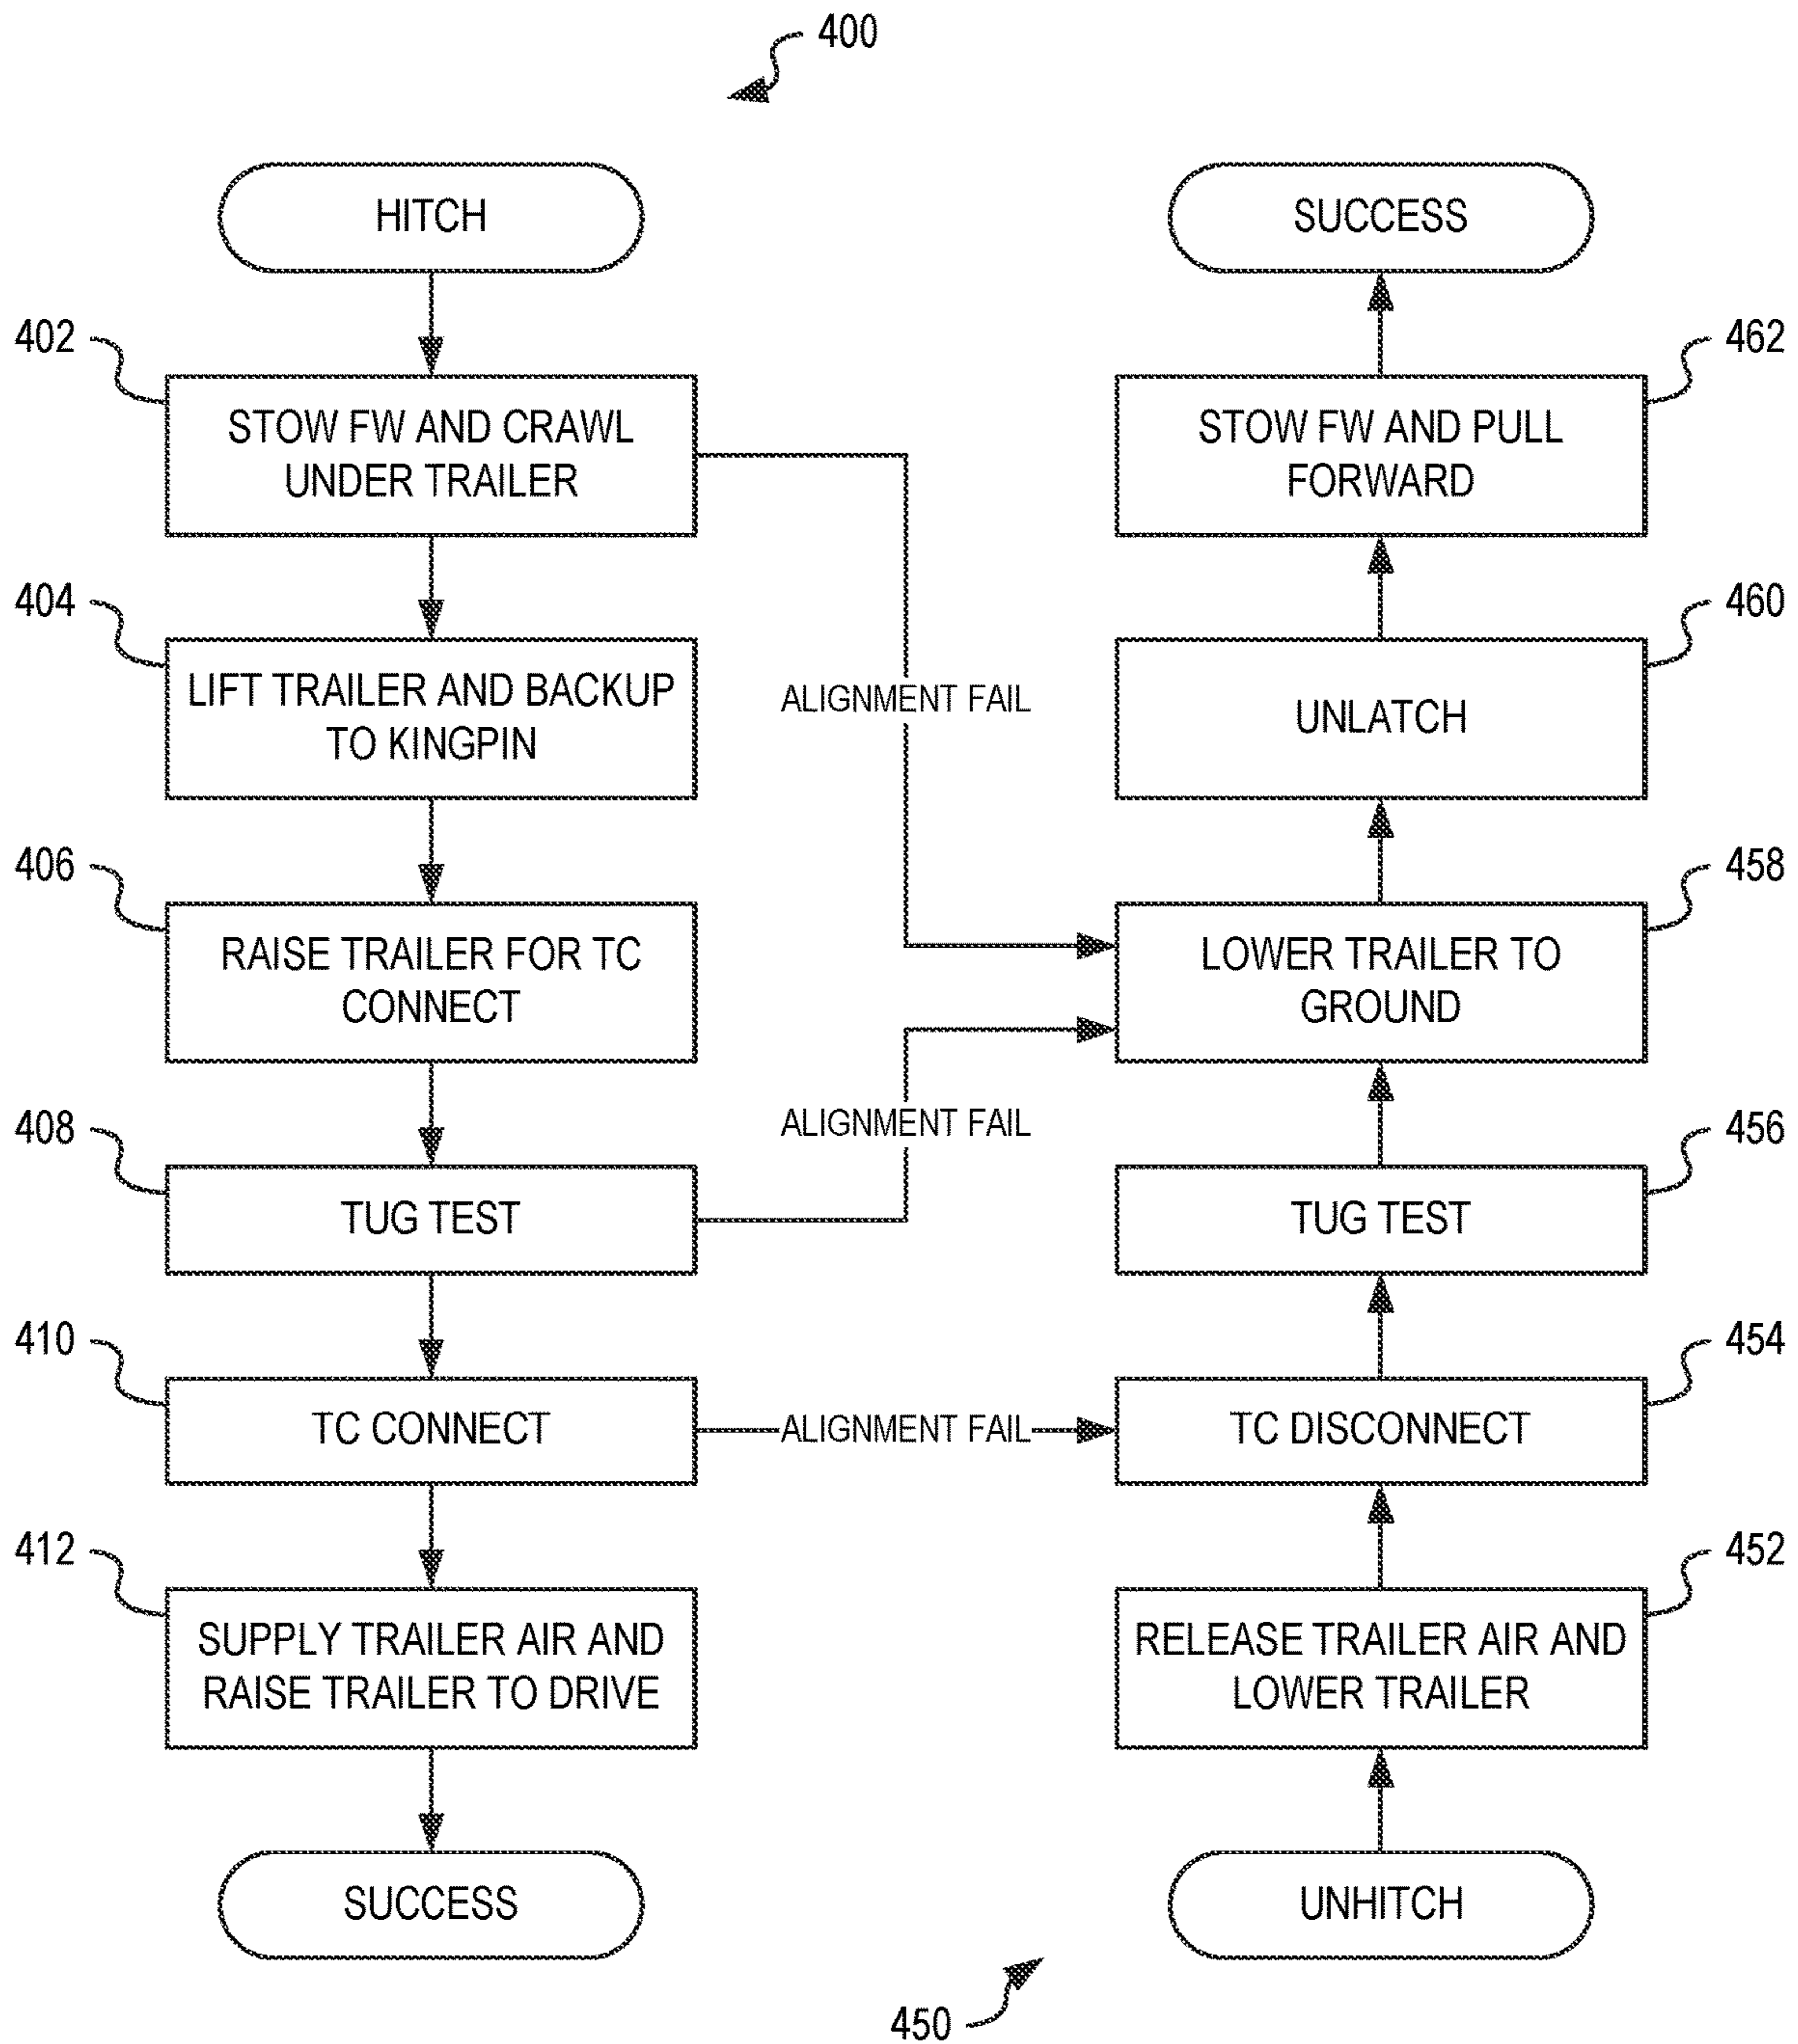 400
HITCH
SUCCESS
402
STOW FW AND CRAWL
UNDER TRAILER
STOW FW AND PULL
FORWARD
462
404
LIFT TRAILER AND BACKUP
TO KINGPIN
ALIGNMENT FAIL
UNLATCH
460
406
RAISE TRAILER FOR TC
CONNECT
LOWER TRAILER TO
GROUND
458
408
TUG TEST
ALIGNMENT FAIL
TUG TEST
456
410
TC CONNECT
ALIGNMENT FAIL
TC DISCONNECT
454
412
SUPPLY TRAILER AIR AND
RAISE TRAILER TO DRIVE
RELEASE TRAILER AIR AND
LOWER TRAILER
452
SUCCESS
UNHITCH
450